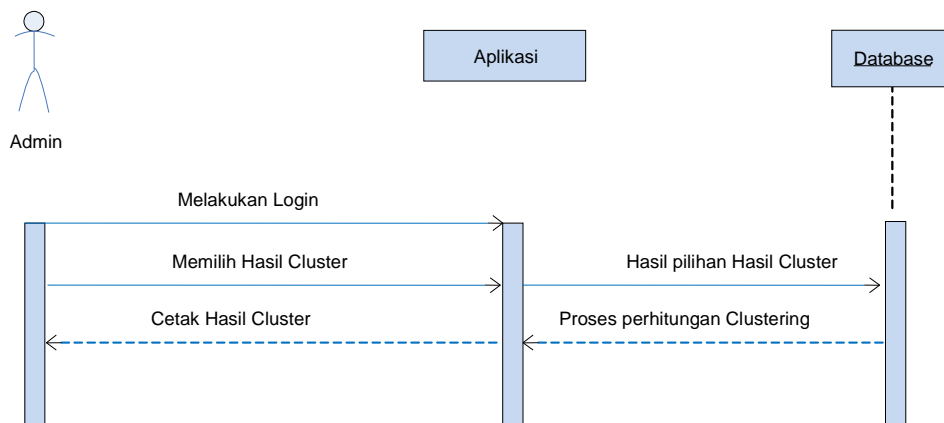 Aplikasi
Database
Admin
Melakukan Login
Memilih Hasil Cluster
Hasil pilihan Hasil Cluster
Cetak Hasil Cluster
Proses perhitungan Clustering